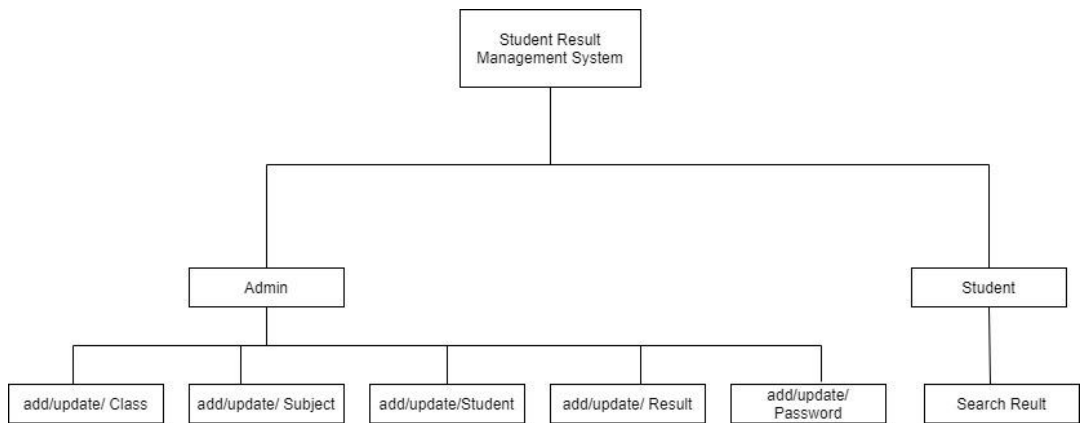 Student Result
Management System
Admin
Student
add/update/ Class
add/update/ Subject
add/update/Student
add/update/ Result
add/update/
Password
Search Reult